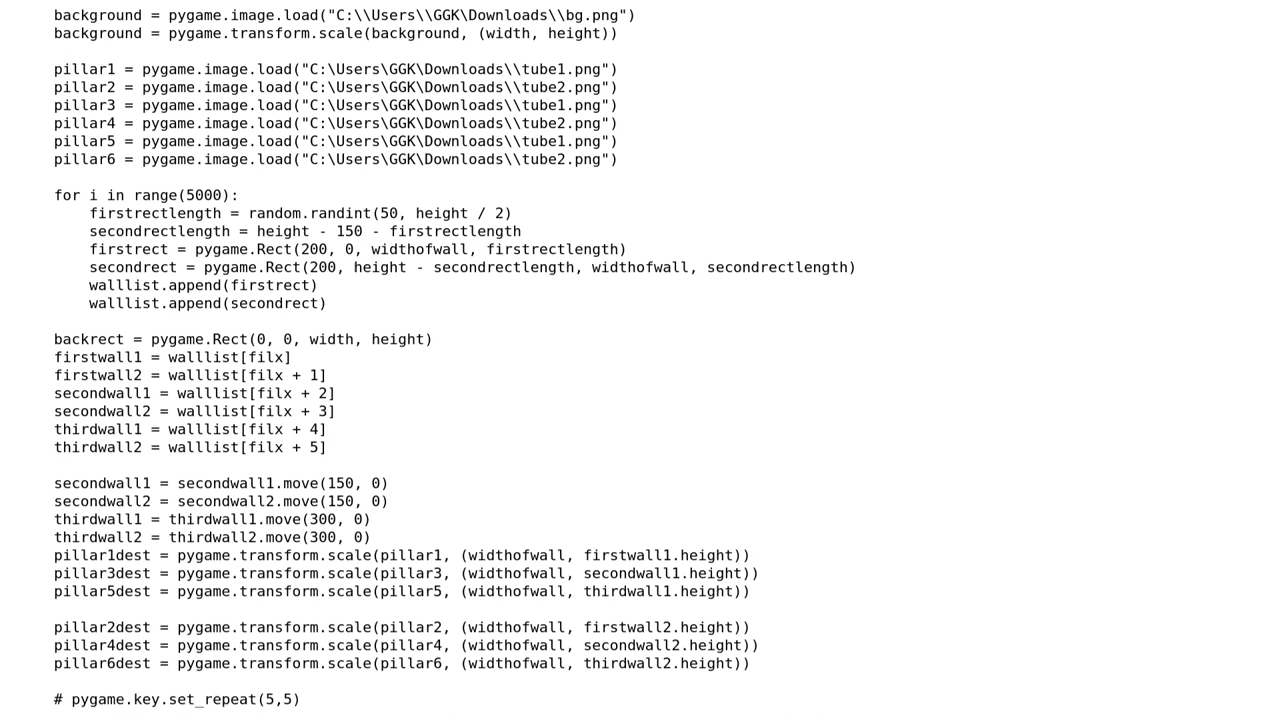 background = pygame.image.load("C:\\Users\\GGK\Downloads\\bg.png")
background = pygame.transform.scale(background, (width, height))
pillar1 = pygame.image.load("C:\Users\GGK\Downloads\\tube1.png")
pillar2 = pygame.image.load("C:\Users\GGK\Downloads\\tube2.png")
pillar3 = pygame.image.load("C:\Users\GGK\Downloads\\tube1.png")
pillar4 = pygame.image.load("C:\Users\GGK\Downloads\\tube2.png")
pillar5 = pygame.image.load("C:\Users\GGK\Downloads\\tube1.png")
pillar6 = pygame.image.load("C:\Users\GGK\Downloads\\tube2.png")
for i in range(5000):
    firstrectlength = random.randint(50, height / 2)
    secondrectlength = height - 150 - firstrectlength
    firstrect = pygame.Rect(200, 0, widthofwall, firstrectlength)
    secondrect = pygame.Rect(200, height - secondrectlength, widthofwall, secondrectlength)
    walllist.append(firstrect)
    walllist.append(secondrect)
backrect = pygame.Rect(0, 0, width, height)
firstwall1 = walllist[filx]
firstwall2 = walllist[filx + 1]
secondwall1 = walllist[filx + 2]
secondwall2 = walllist[filx + 3]
thirdwall1 = walllist[filx + 4]
thirdwall2 = walllist[filx + 5]
secondwall1 = secondwall1.move(150, 0)
secondwall2 = secondwall2.move(150, 0)
thirdwall1 = thirdwall1.move(300, 0)
thirdwall2 = thirdwall2.move(300, 0)
pillar1dest = pygame.transform.scale(pillar1, (widthofwall, firstwall1.height))
pillar3dest = pygame.transform.scale(pillar3, (widthofwall, secondwall1.height))
pillar5dest = pygame.transform.scale(pillar5, (widthofwall, thirdwall1.height))
pillar2dest = pygame.transform.scale(pillar2, (widthofwall, firstwall2.height))
pillar4dest = pygame.transform.scale(pillar4, (widthofwall, secondwall2.height))
pillar6dest = pygame.transform.scale(pillar6, (widthofwall, thirdwall2.height))
# pygame.key.set_repeat(5,5)